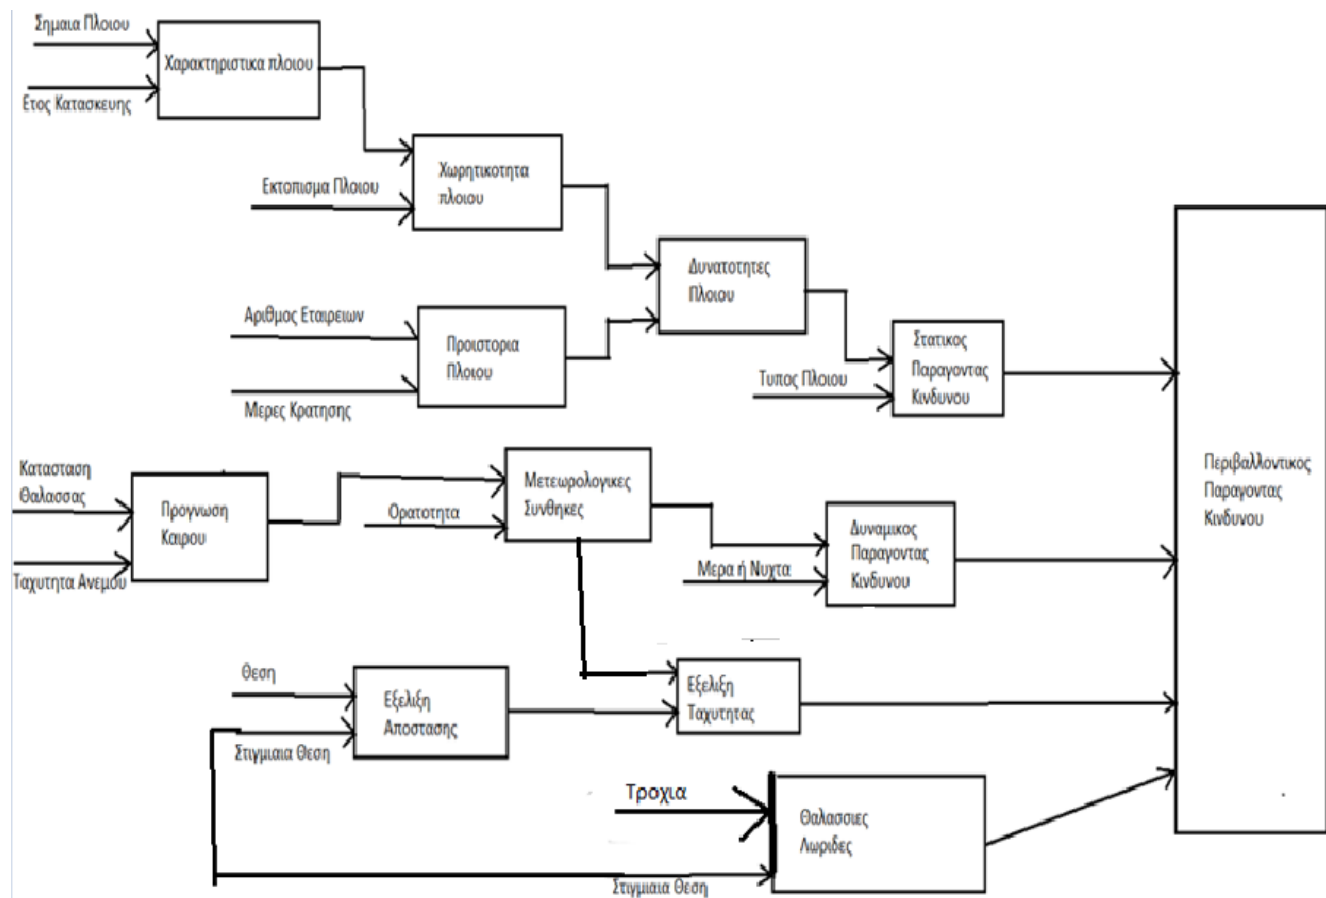 Σημαια Πλοιου
Χαρακτηριστικα πλοιου
Ετος Κατασκευης
Χωρητικοτητα
πλοιου
Εκτοπισμα Πλοιου
Δυνατοτητες
Πλοιου
Αριθμος Εταιρειων
Προιστορια
Πλοιου
Μερες Κρατησης
Στατικος
Παραγοντας
Κινδυνου
Τυπος Πλοιου
Περιβαλλοντικος
Παραγοντας
Κινδυνου
Κατασταση
Θαλασσας
Προγνωση
Καιρου
Ταχυτητα Ανεμου
Μετεωρολογικες
Συνθηκες
Ορατοτητα
Δυναμικος
Παραγοντας
Κινδυνου
Μερα ή Νυχτα
Θεση
Εξελιξη
Αποστασης
Στιγμιαια Θεση
Εξελιξη
Ταχυτητας
Τροχια
Θαλασσιες
Λωριδες
Στιγμιαια Θεση